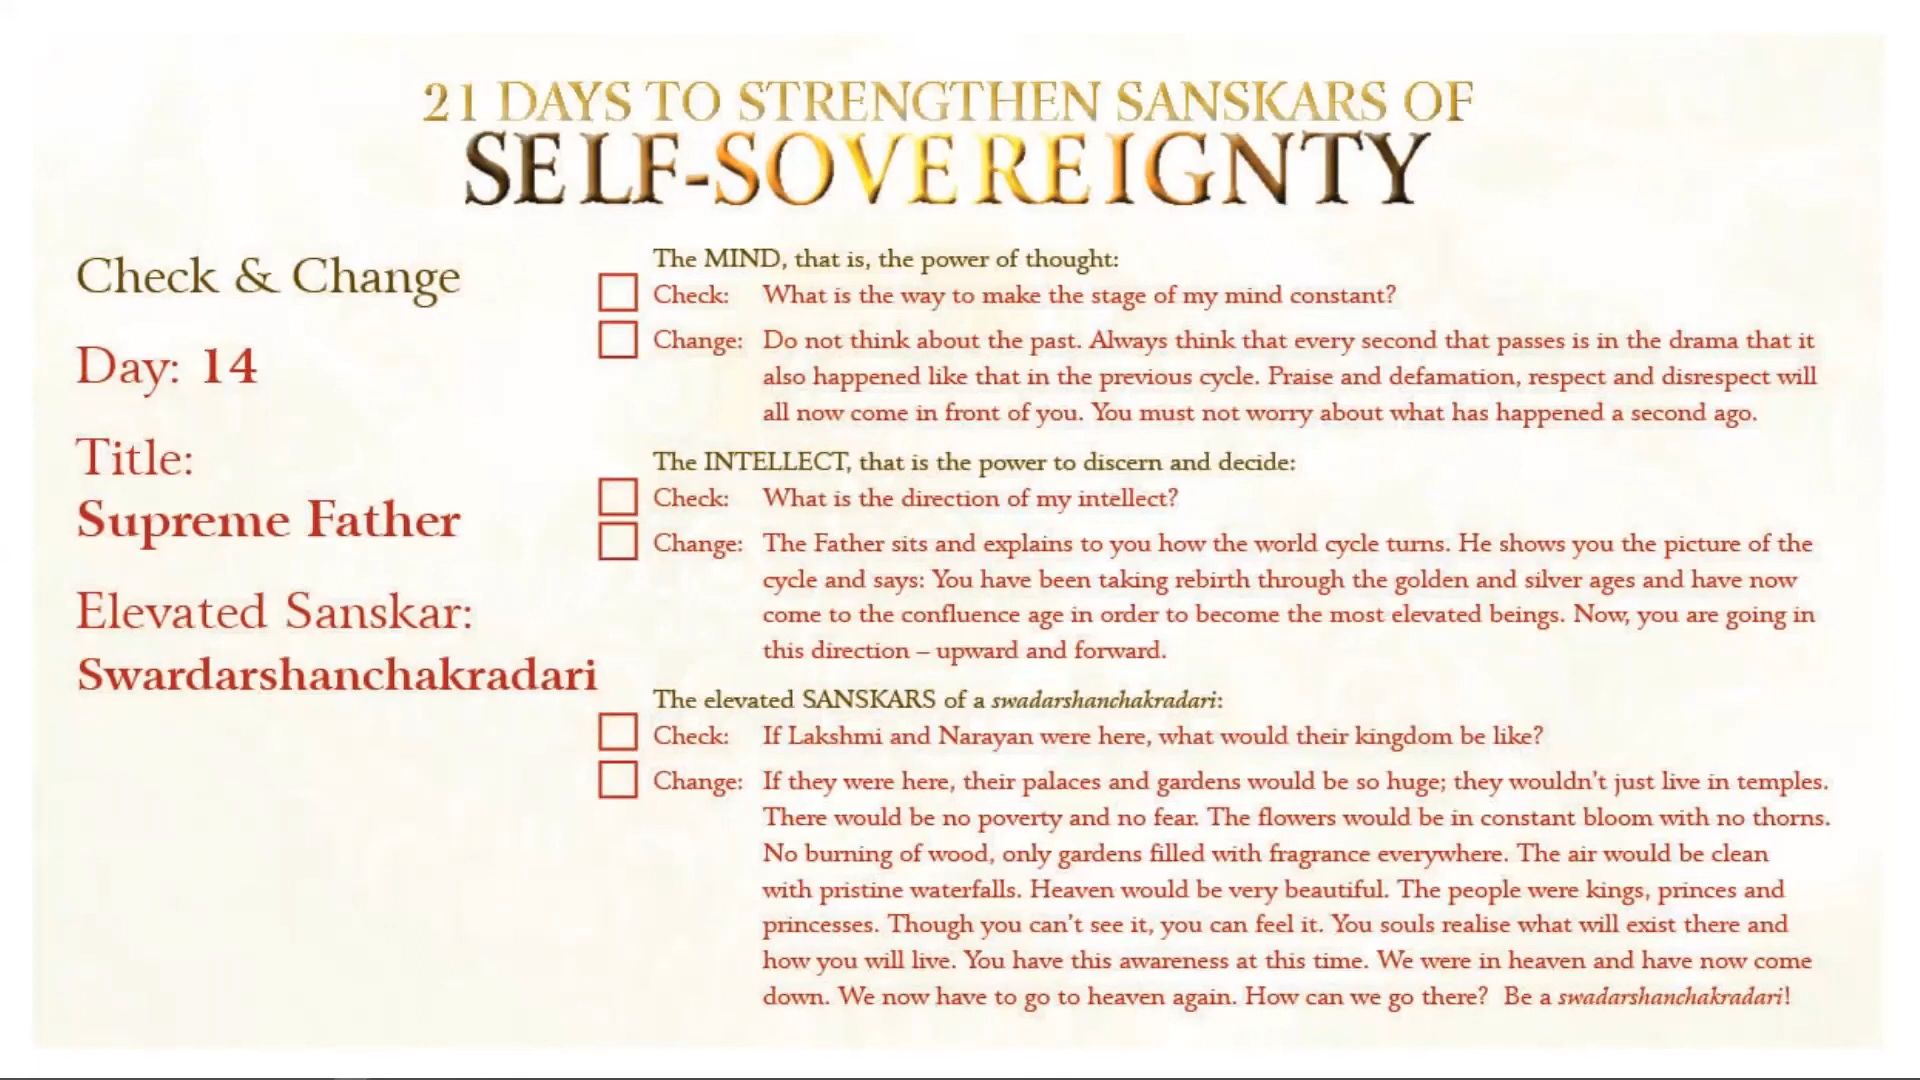 21 DAYS TO STRENGTHEN SANSKARS OF
SELF-SOVEREIGNTY
Check & Change
Day: 14
Title:
Supreme Father
Elevated Sanskar:
Swardarshanchakradari
The MIND, that is, the power of thought:
Check: What is the way to make the stage of my mind constant?
Change: Do not think about the past. Always think that every second that passes is in the drama that it
also happened like that in the previous cycle. Praise and defamation, respect and disrespect will
all now come in front of you. You must not worry about what has happened a second ago.
The INTELLECT, that is the power to discern and decide:
Check: What is the direction of my intellect?
Change: The Father sits and explains to you how the world cycle turns. He shows you the picture of the
cycle and says: You have been taking rebirth through the golden and silver ages and have now
come to the confluence age in order to become the most elevated beings. Now, you are going in
this direction – upward and forward.
The elevated SANSKARS of a swadarshanchakradari:
Check: If Lakshmi and Narayan were here, what would their kingdom be like?
Change: If they were here, their palaces and gardens would be so huge; they wouldn't just live in temples.
There would be no poverty and no fear. The flowers would be in constant bloom with no thorns.
No burning of wood, only gardens filled with fragrance everywhere. The air would be clean
with pristine waterfalls. Heaven would be very beautiful. The people were kings, princes and
princesses. Though you can't see it, you can feel it. You souls realise what will exist there and
how you will live. You have this awareness at this time. We were in heaven and have now come
down. We now have to go to heaven again. How can we go there? Be a swadarshanchakradari!